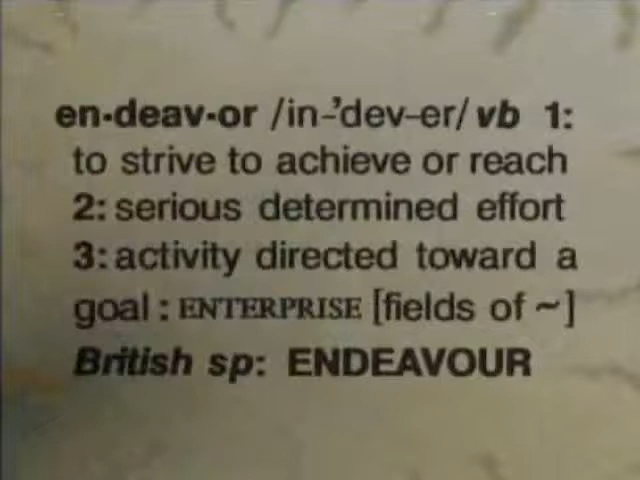 en·deav·or /in-'dev-er/ vb 1:
to strive to achieve or reach
2: serious determined effort
3: activity directed toward a
goal : ENTERPRISE [fields of ~]
British sp: ENDEAVOUR